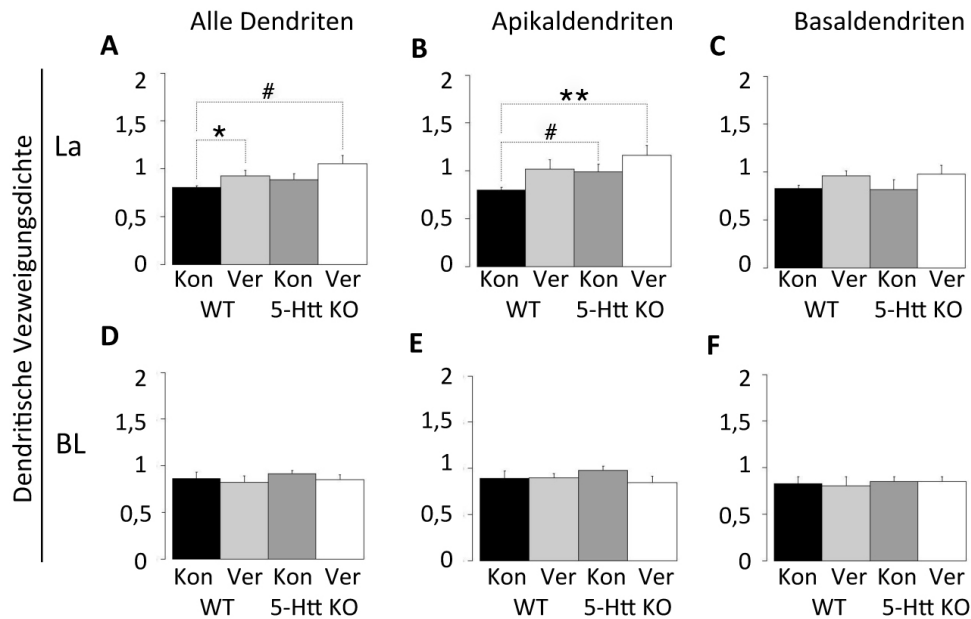 Alle Dendriten
Apikaldendriten
Basaldendriten
Dendritische Vezweigungsdichte
La
A
2
1,5
1
0,5
0
#
*
Kon Ver Kon Ver
WT 5-Htt KO
B
2
1,5
1
0,5
0
**
#
Kon Ver Kon Ver
WT 5-Htt KO
C
2
1,5
1
0,5
0
Kon Ver Kon Ver
WT 5-Htt KO
BL
D
2
1,5
1
0,5
0
Kon Ver Kon Ver
WT 5-Htt KO
E
2
1,5
1
0,5
0
Kon Ver Kon Ver
WT 5-Htt KO
F
2
1,5
1
0,5
0
Kon Ver Kon Ver
WT 5-Htt KO